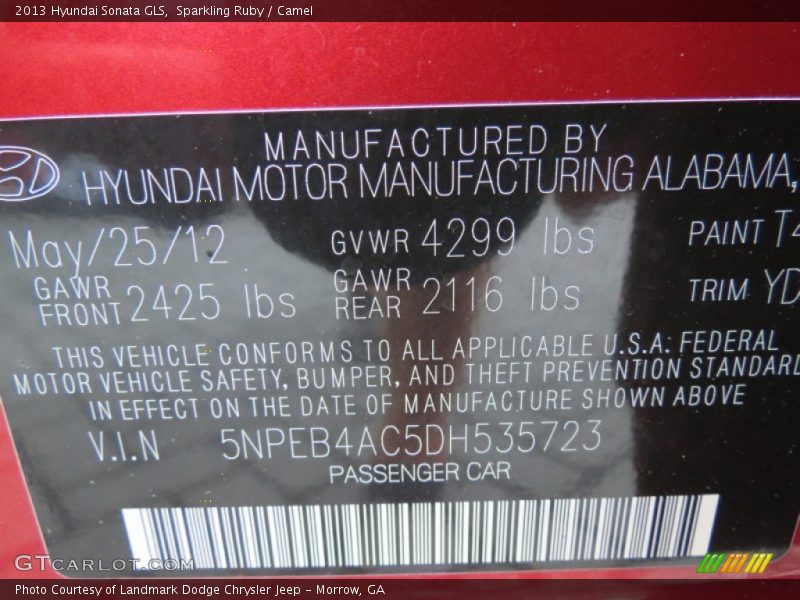 2013 Hyundai Sonata GLS, Sparkling Ruby / Camel
MANUFACTURED BY
HYUNDAI MOTOR MANUFACTURING ALABAMA,
May/25/12 GVWR 4299 lbs PAINT T4
GAWR FRONT 2425 lbs GAWR REAR 2116 lbs TRIM YD
THIS VEHICLE CONFORMS TO ALL APPLICABLE U.S.A. FEDERAL
MOTOR VEHICLE SAFETY, BUMPER, AND THEFT PREVENTION STANDARD
IN EFFECT ON THE DATE OF MANUFACTURE SHOWN ABOVE
V.I.N 5NPEB4AC5DH535723
PASSENGER CAR
GTCARLOT.COM
Photo Courtesy of Landmark Dodge Chrysler Jeep - Morrow, GA